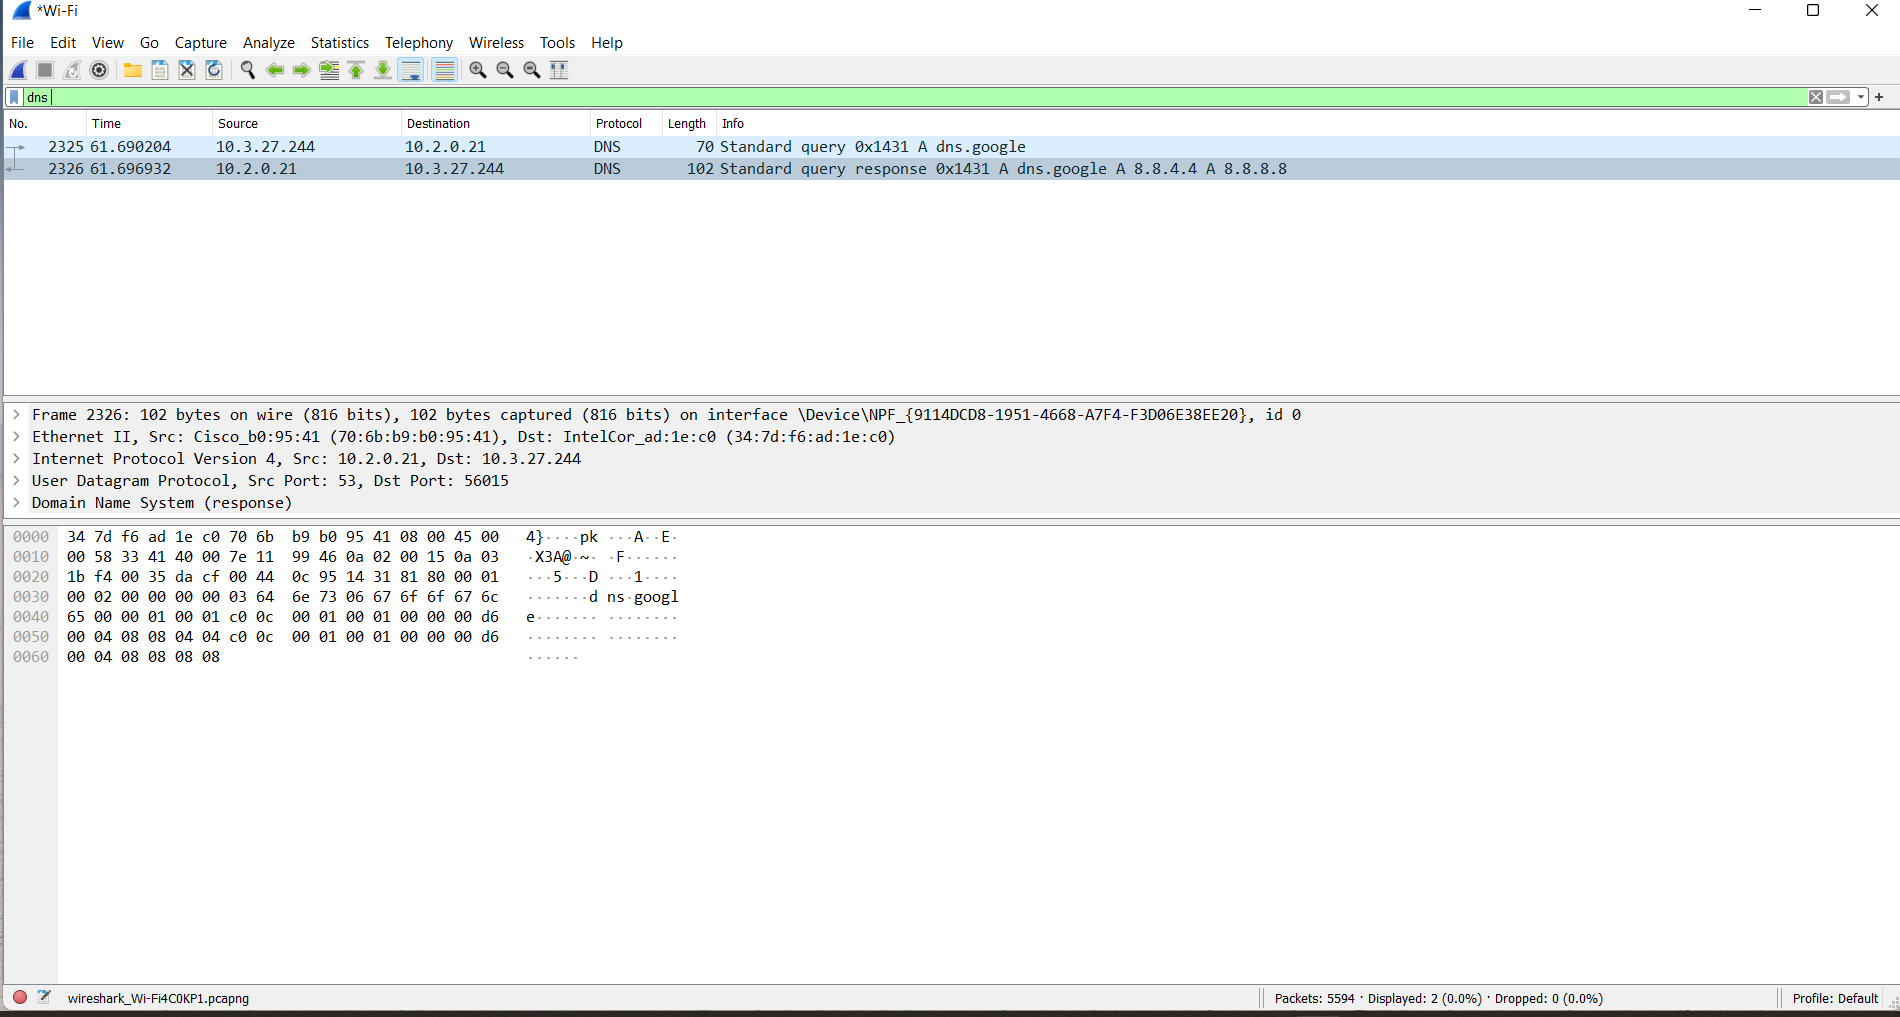 *Wi-Fi
File Edit View Go Capture Analyze Statistics Telephony Wireless Tools Help
dns
No. Time Source Destination Protocol Length Info
2325 61.690204 10.3.27.244 10.2.0.21 DNS 70 Standard query 0x1431 A dns.google
2326 61.696932 10.2.0.21 10.3.27.244 DNS 102 Standard query response 0x1431 A dns.google A 8.8.4.4 A 8.8.8.8
> Frame 2326: 102 bytes on wire (816 bits), 102 bytes captured (816 bits) on interface \Device\NPF_{9114DCD8-1951-4668-A7F4-F3D06E38EE20}, id 0
> Ethernet II, Src: Cisco_b0:95:41 (70:6b:b9:b0:95:41), Dst: IntelCor_ad:1e:c0 (34:7d:f6:ad:1e:c0)
> Internet Protocol Version 4, Src: 10.2.0.21, Dst: 10.3.27.244
> User Datagram Protocol, Src Port: 53, Dst Port: 56015
> Domain Name System (response)
0000 34 7d f6 ad 1e c0 70 6b b9 b0 95 41 08 00 45 00 4}····pk ···A··E·
0010 00 58 33 41 40 00 7e 11 99 46 0a 02 00 15 0a 03 ·X3A@·~· ·F······
0020 1b f4 00 35 da cf 00 44 0c 95 14 31 81 80 00 01 ···5···D ···1····
0030 00 02 00 00 00 00 03 64 6e 73 06 67 6f 6f 67 6c ·······d ns·googl
0040 65 00 00 01 00 01 c0 0c 00 01 00 01 00 00 00 d6 e······· ········
0050 00 04 08 08 04 04 c0 0c 00 01 00 01 00 00 00 d6 ········ ········
0060 00 04 08 08 08 08 ······
wireshark_Wi-Fi4C0KP1.pcapng Packets: 5594 · Displayed: 2 (0.0%) · Dropped: 0 (0.0%) Profile: Default